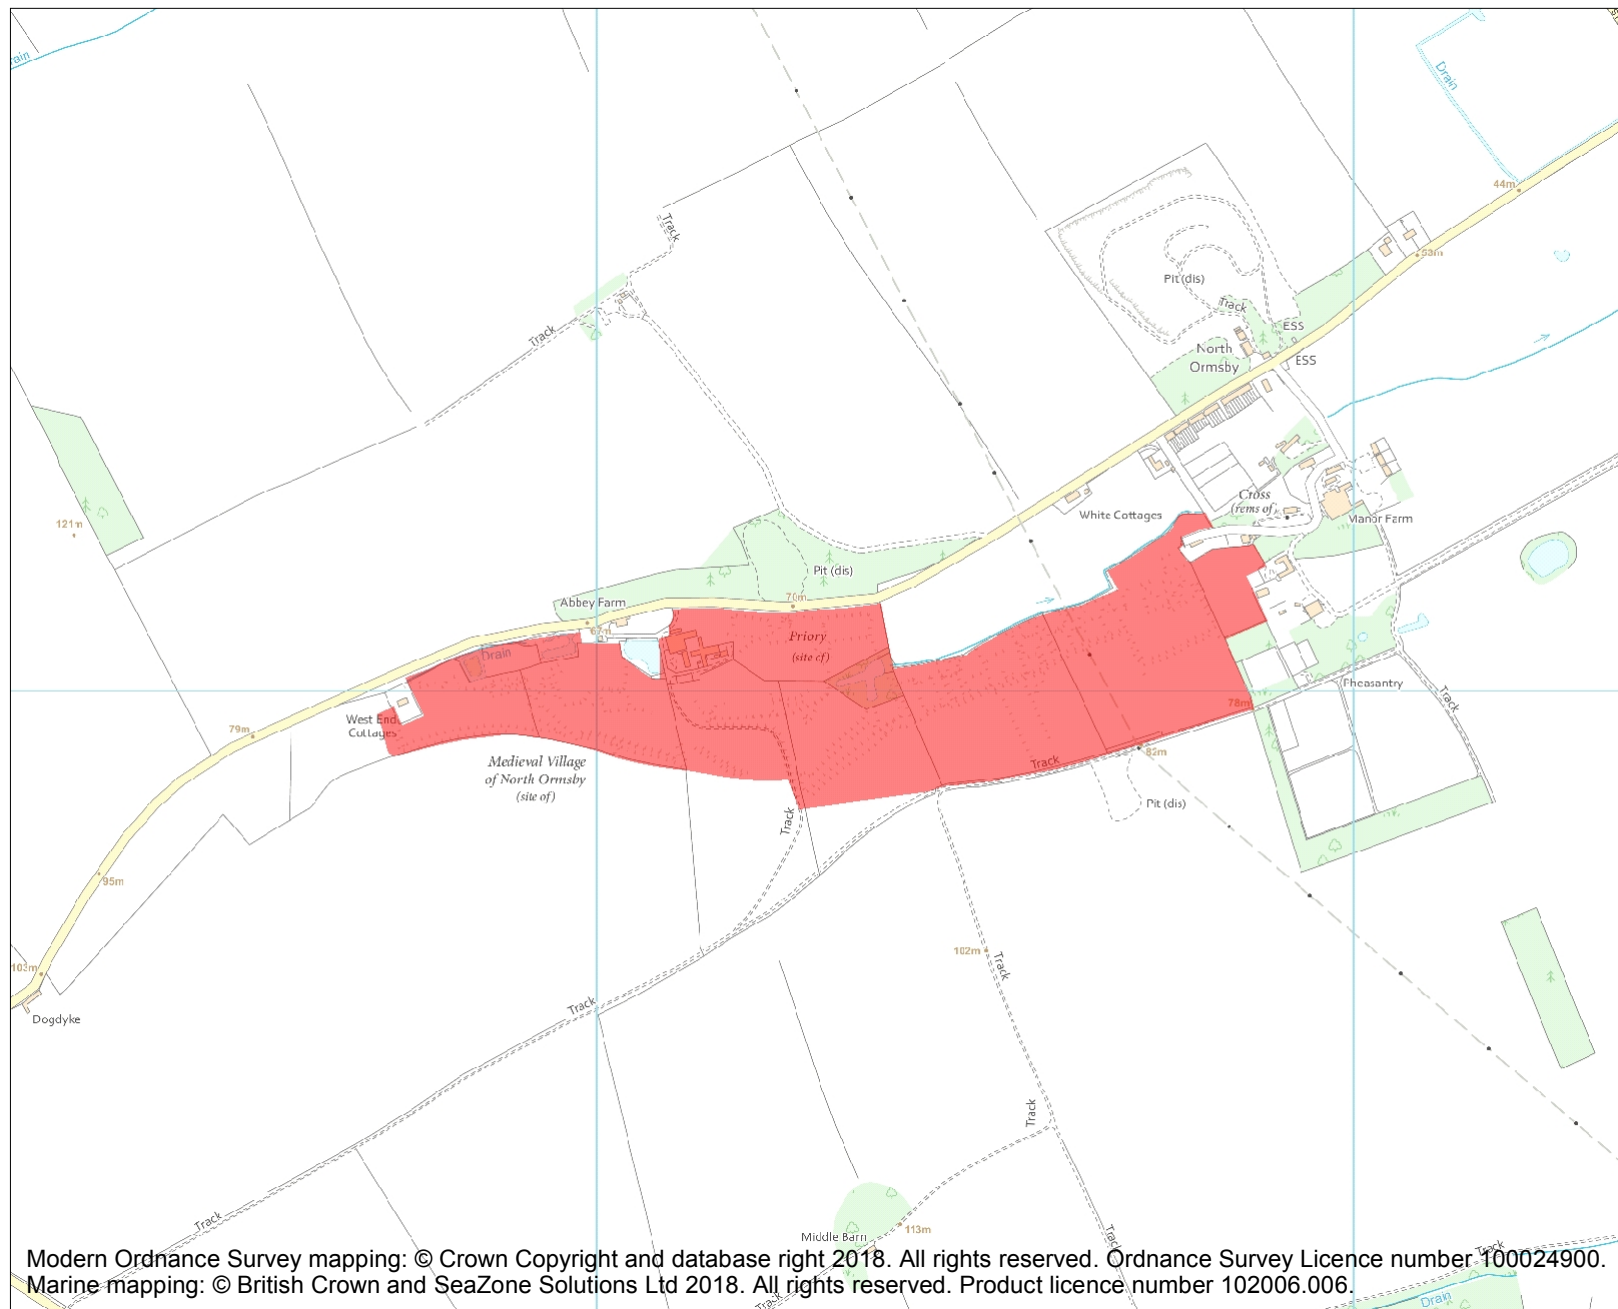 Drain
44m
Track
53m
Pit (dis)
Track
ESS
Track
North
Ormsby
ESS
121m
Cross
(rems of)
White Cottages
Manor Farm
Pit (dis)
70m
Abbey Farm
67m
Priory
(site of)
Drain
Pheasantry
Track
78m
West End
Cottages
79m
82m
Medieval Village
of North Ormsby
(site of)
Track
Pit (dis)
Track
95m
102m
Track
103m
Track
Dogdyke
Track
Track
113m
Middle Barn
Track
Track
Modern Ordnance Survey mapping: © Crown Copyright and database right 2018. All rights reserved. Ordnance Survey Licence number 100024900.
Marine mapping: © British Crown and SeaZone Solutions Ltd 2018. All rights reserved. Product licence number 102006.006.
Track
Drain